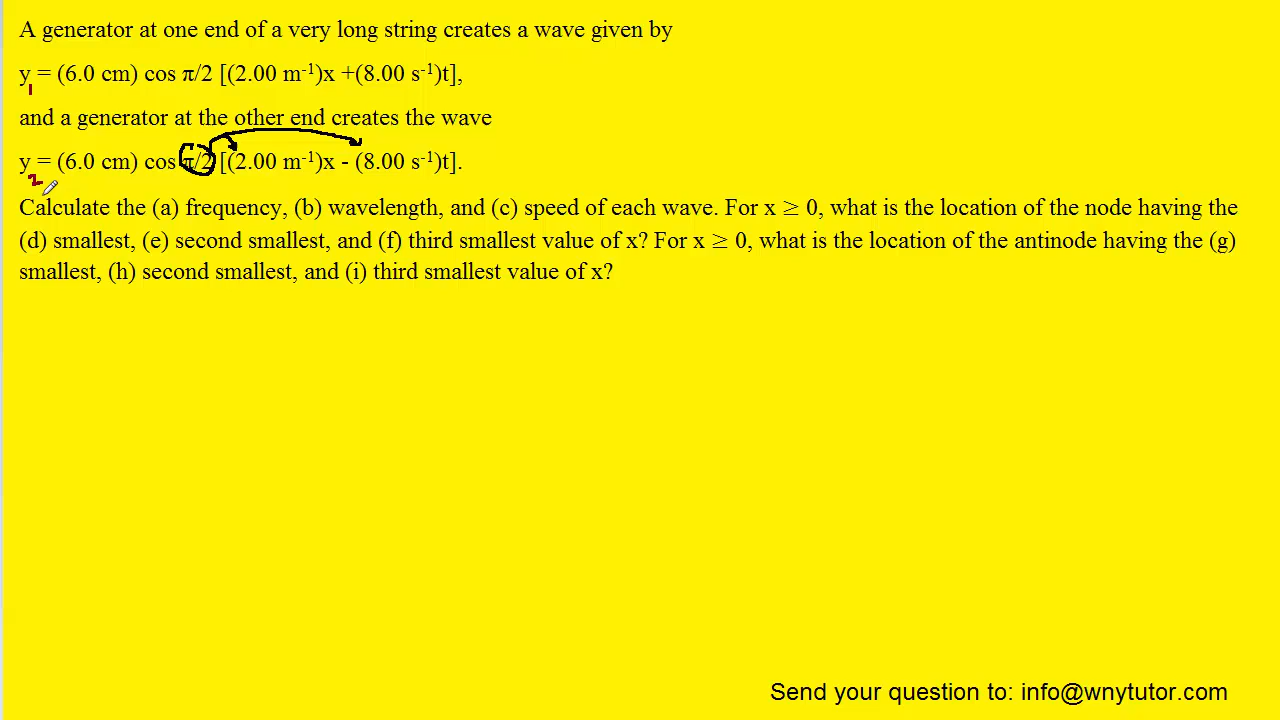 A generator at one end of a very long string creates a wave given by
y₁ = (6.0 cm) cos π/2 [(2.00 m⁻¹)x +(8.00 s⁻¹)t],
and a generator at the other end creates the wave
y₂ = (6.0 cm) cos π/2 [(2.00 m⁻¹)x - (8.00 s⁻¹)t].
Calculate the (a) frequency, (b) wavelength, and (c) speed of each wave. For x ≥ 0, what is the location of the node having the
(d) smallest, (e) second smallest, and (f) third smallest value of x? For x ≥ 0, what is the location of the antinode having the (g)
smallest, (h) second smallest, and (i) third smallest value of x?
Send your question to: info@wnytutor.com